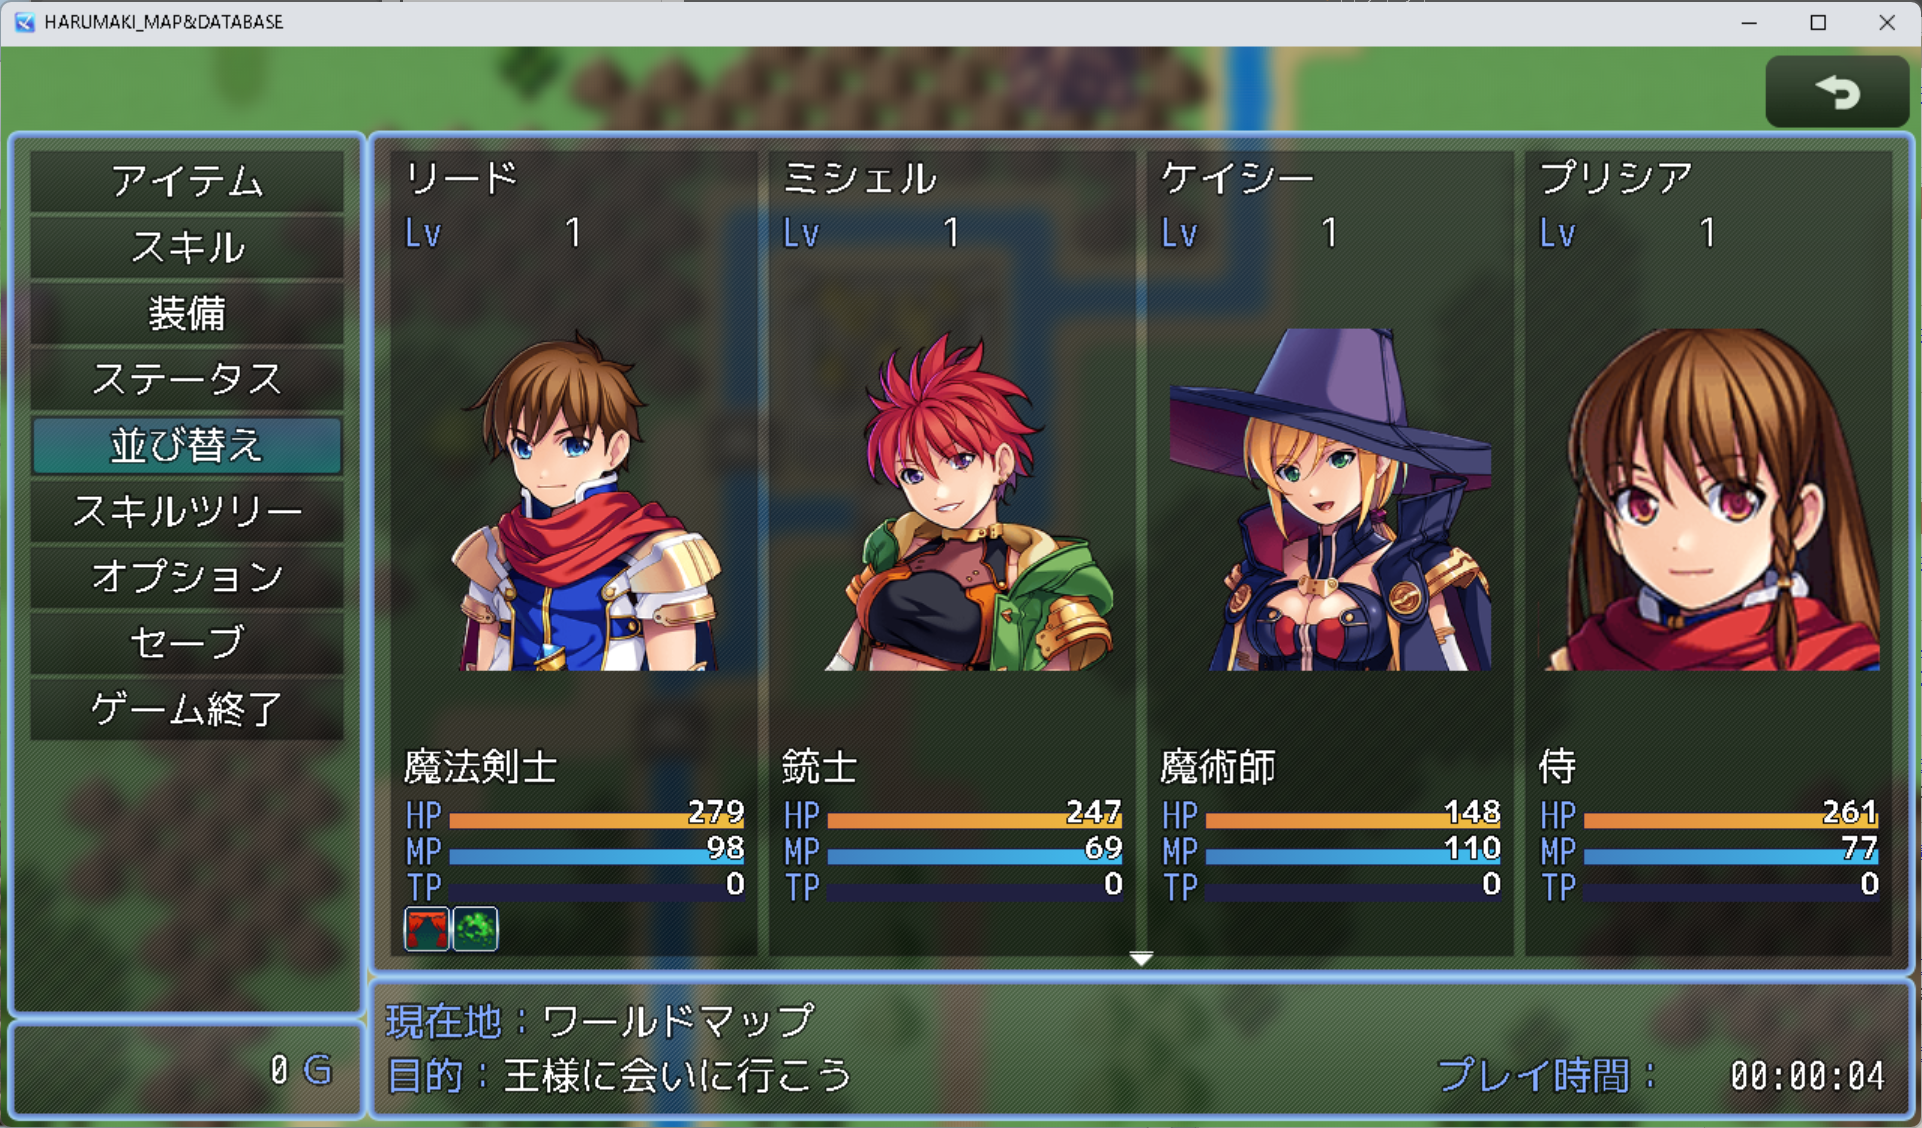 HARUMAKI_MAP&DATABASE
アイテム
スキル
装備
ステータス
並び替え
スキルツリー
オプション
セーブ
ゲーム終了
0 G
リード
Lv 1
魔法剣士
HP 279
MP 98
TP 0
ミシェル
Lv 1
銃士
HP 247
MP 69
TP 0
ケイシー
Lv 1
魔術師
HP 148
MP 110
TP 0
プリシア
Lv 1
侍
HP 261
MP 77
TP 0
現在地：ワールドマップ
目的：王様に会いに行こう
プレイ時間： 00:00:04